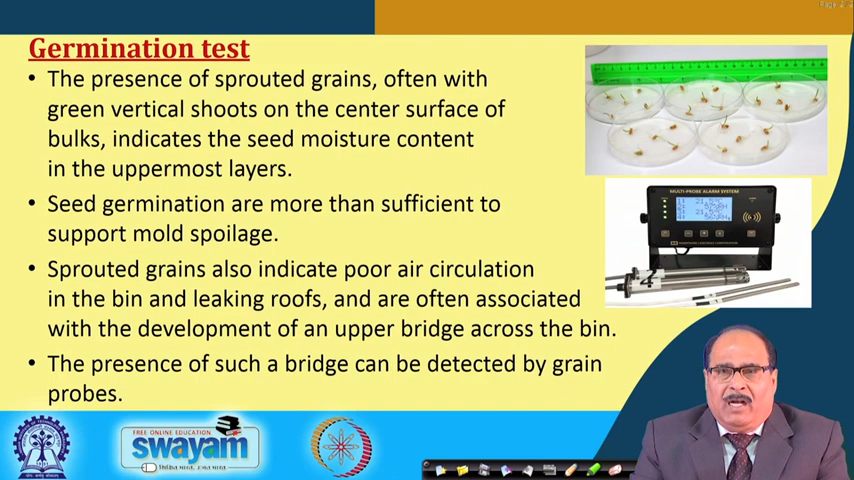 Germination test
• The presence of sprouted grains, often with
green vertical shoots on the center surface of
bulks, indicates the seed moisture content
in the uppermost layers.
• Seed germination are more than sufficient to
support mold spoilage.
• Sprouted grains also indicate poor air circulation
in the bin and leaking roofs, and are often associated
with the development of an upper bridge across the bin.
• The presence of such a bridge can be detected by grain
probes.
MULTI-PROBE ALARM SYSTEM
FREE ONLINE EDUCATION
swayam